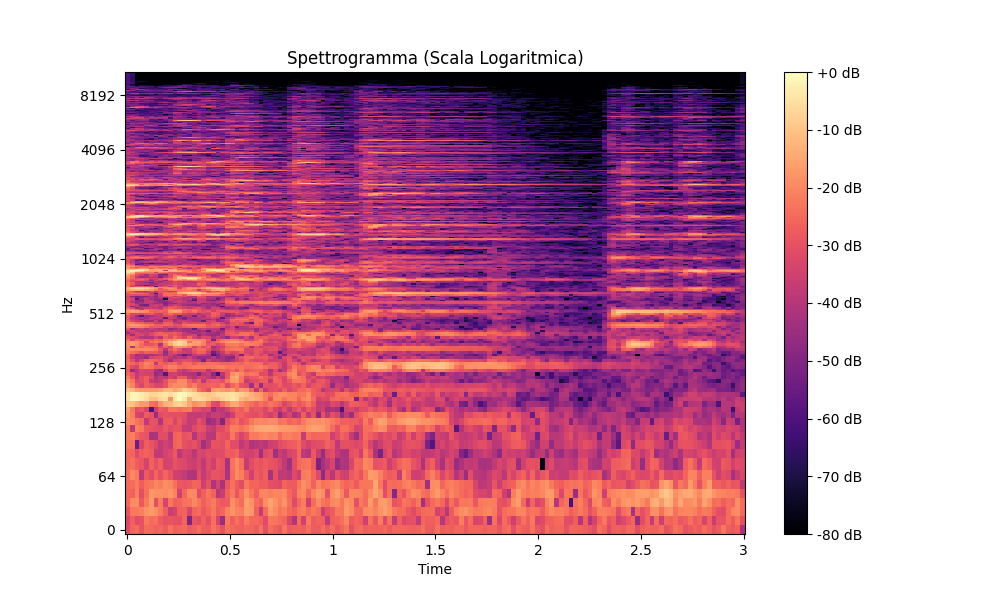 Spettrogramma (Scala Logaritmica)
Hz
8192
4096
2048
1024
512
256
128
64
0
0
0.5
1
1.5
2
2.5
3
Time
+0 dB
-10 dB
-20 dB
-30 dB
-40 dB
-50 dB
-60 dB
-70 dB
-80 dB